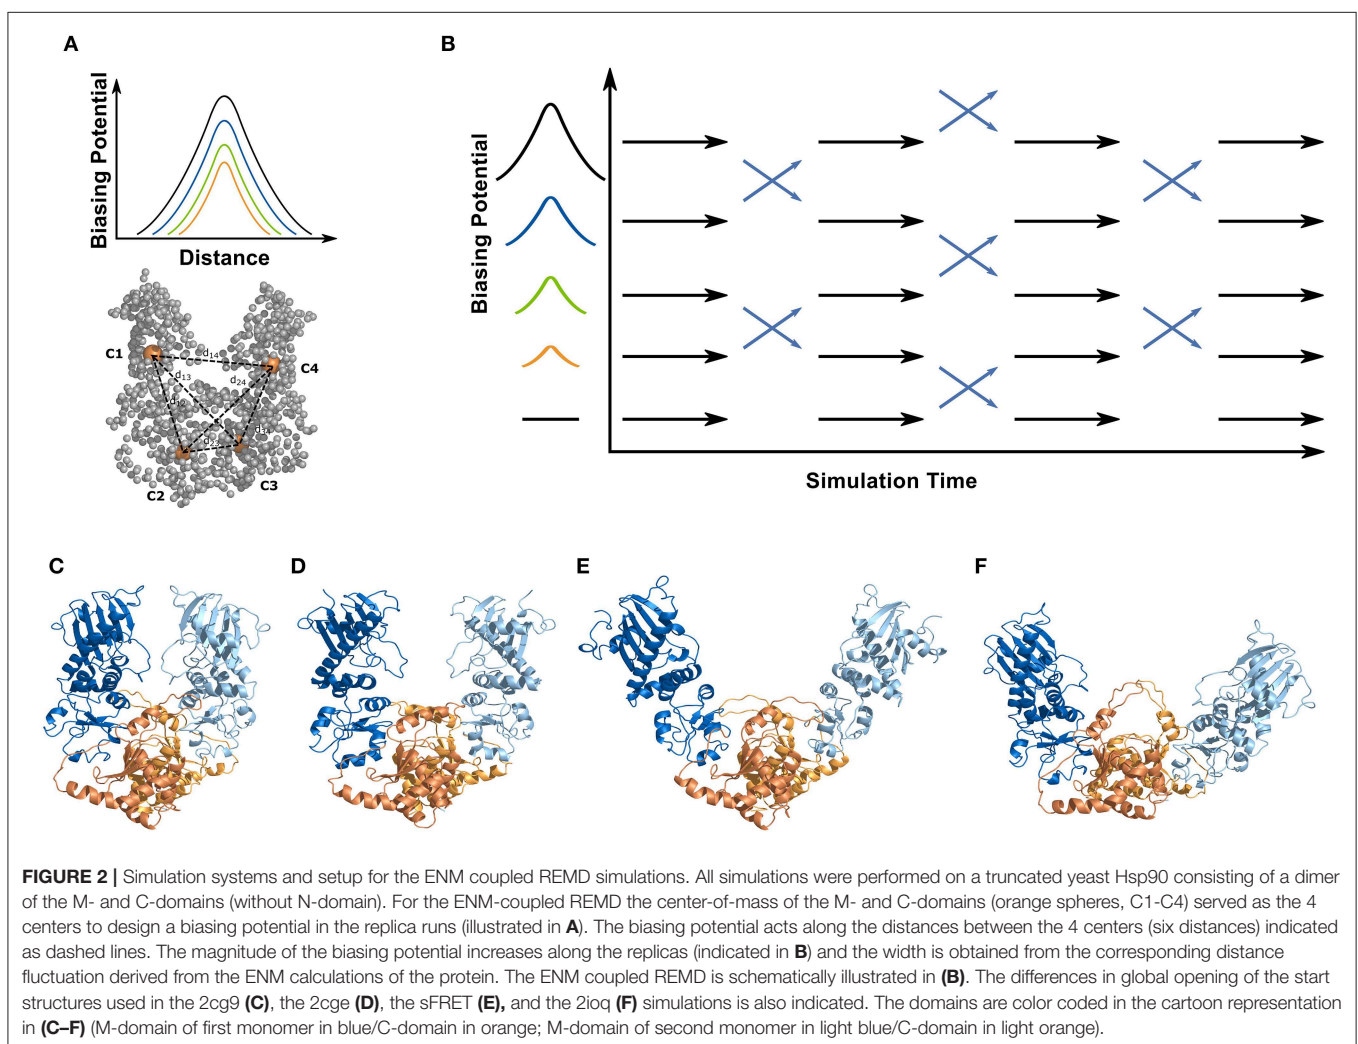 A
Biasing Potential
Distance
C1
C4
d14
d13
d24
d12
d34
d23
C2
C3
B
Biasing Potential
Simulation Time
C
D
E
F
FIGURE 2 | Simulation systems and setup for the ENM coupled REMD simulations. All simulations were performed on a truncated yeast Hsp90 consisting of a dimer
of the M- and C-domains (without N-domain). For the ENM-coupled REMD the center-of-mass of the M- and C-domains (orange spheres, C1-C4) served as the 4
centers to design a biasing potential in the replica runs (illustrated in A). The biasing potential acts along the distances between the 4 centers (six distances) indicated
as dashed lines. The magnitude of the biasing potential increases along the replicas (indicated in B) and the width is obtained from the corresponding distance
fluctuation derived from the ENM calculations of the protein. The ENM coupled REMD is schematically illustrated in (B). The differences in global opening of the start
structures used in the 2cg9 (C), the 2cge (D), the sFRET (E), and the 2ioq (F) simulations is also indicated. The domains are color coded in the cartoon representation
in (C–F) (M-domain of first monomer in blue/C-domain in orange; M-domain of second monomer in light blue/C-domain in light orange).